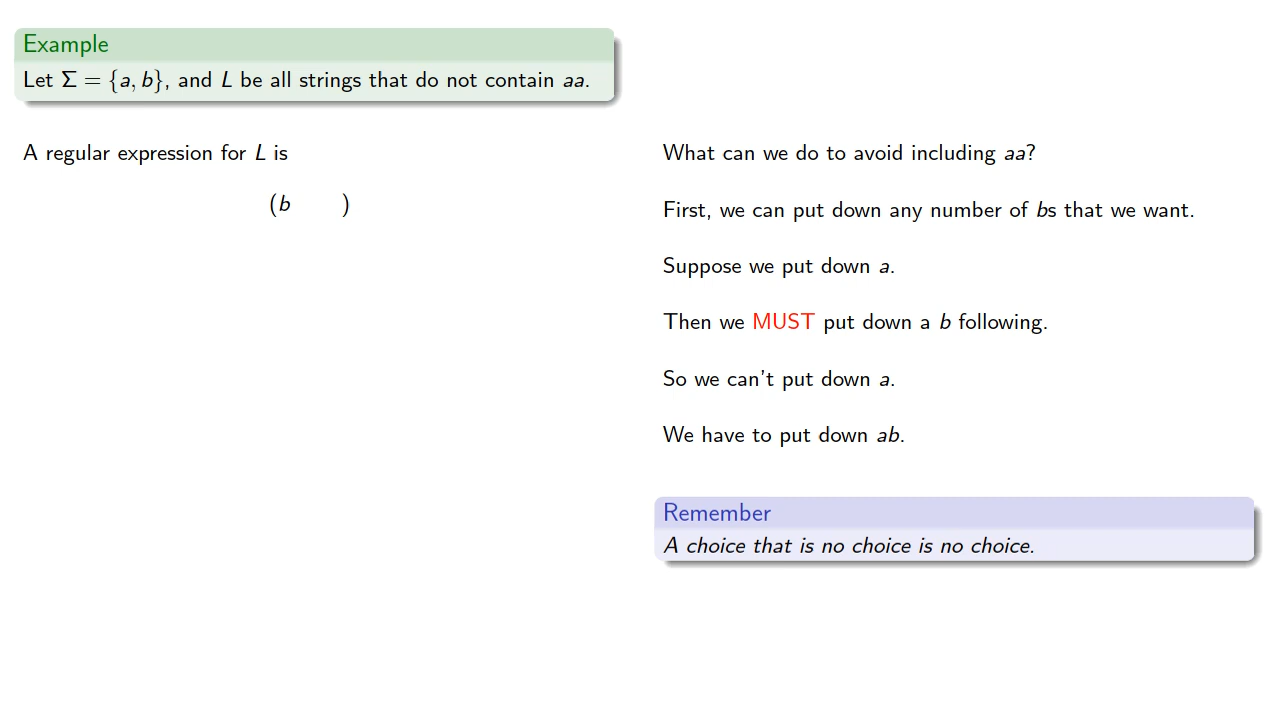 Example
Let Σ = {a, b}, and L be all strings that do not contain aa.
A regular expression for L is
(b )
What can we do to avoid including aa?
First, we can put down any number of bs that we want.
Suppose we put down a.
Then we MUST put down a b following.
So we can't put down a.
We have to put down ab.
Remember
A choice that is no choice is no choice.